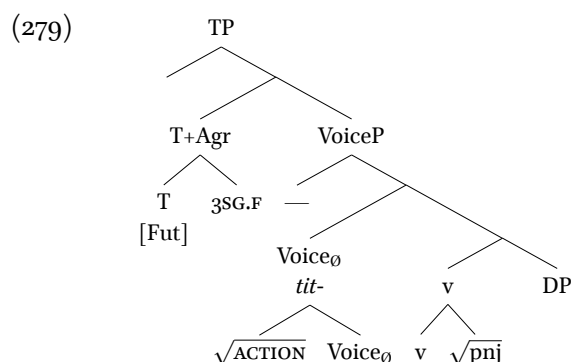 (279)
TP
T+Agr VoiceP
T 3SG.F —
[Fut]
Voice∅
tit- v DP
√ACTION Voice∅ v √pnj